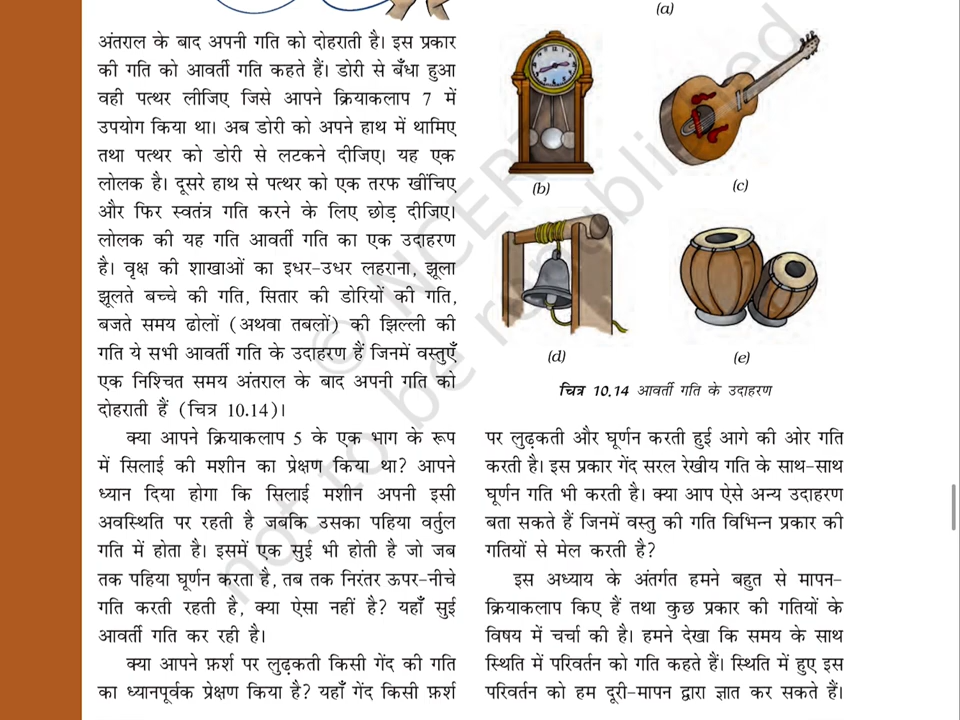 अंतराल के बाद अपनी गति को दोहराती है। इस प्रकार
की गति को आवर्ती गति कहते हैं। डोरी से बँधा हुआ
वही पत्थर लीजिए जिसे आपने क्रियाकलाप 7 में
उपयोग किया था। अब डोरी को अपने हाथ में थामिए
तथा पत्थर को डोरी से लटकने दीजिए। यह एक
लोलक है। दूसरे हाथ से पत्थर को एक तरफ खींचिए
और फिर स्वतंत्र गति करने के लिए छोड़ दीजिए।
लोलक की यह गति आवर्ती गति का एक उदाहरण
है। वृक्ष की शाखाओं का इधर-उधर लहराना, झूला
झूलते बच्चे की गति, सितार की डोरियों की गति,
बजते समय ढोलों (अथवा तबलों) की झिल्ली की
गति ये सभी आवर्ती गति के उदाहरण हैं जिनमें वस्तुएँ
एक निश्चित समय अंतराल के बाद अपनी गति को
दोहराती हैं (चित्र 10.14)।
क्या आपने क्रियाकलाप 5 के एक भाग के रूप
में सिलाई की मशीन का प्रेक्षण किया था? आपने
ध्यान दिया होगा कि सिलाई मशीन अपनी इसी
अवस्थिति पर रहती है जबकि उसका पहिया वर्तुल
गति में होता है। इसमें एक सुई भी होती है जो जब
तक पहिया घूर्णन करता है, तब तक निरंतर ऊपर-नीचे
गति करती रहती है, क्या ऐसा नहीं है? यहाँ सुई
आवर्ती गति कर रही है।
क्या आपने फ़र्श पर लुढ़कती किसी गेंद की गति
का ध्यानपूर्वक प्रेक्षण किया है? यहाँ गेंद किसी फ़र्श
(a)
(b)
(c)
(d)
(e)
चित्र 10.14 आवर्ती गति के उदाहरण
पर लुढ़कती और घूर्णन करती हुई आगे की ओर गति
करती है। इस प्रकार गेंद सरल रेखीय गति के साथ-साथ
घूर्णन गति भी करती है। क्या आप ऐसे अन्य उदाहरण
बता सकते हैं जिनमें वस्तु की गति विभिन्न प्रकार की
गतियों से मेल करती है?
इस अध्याय के अंतर्गत हमने बहुत से मापन-
क्रियाकलाप किए हैं तथा कुछ प्रकार की गतियों के
विषय में चर्चा की है। हमने देखा कि समय के साथ
स्थिति में परिवर्तन को गति कहते हैं। स्थिति में हुए इस
परिवर्तन को हम दूरी-मापन द्वारा ज्ञात कर सकते हैं।
© NCERT
not to be republished